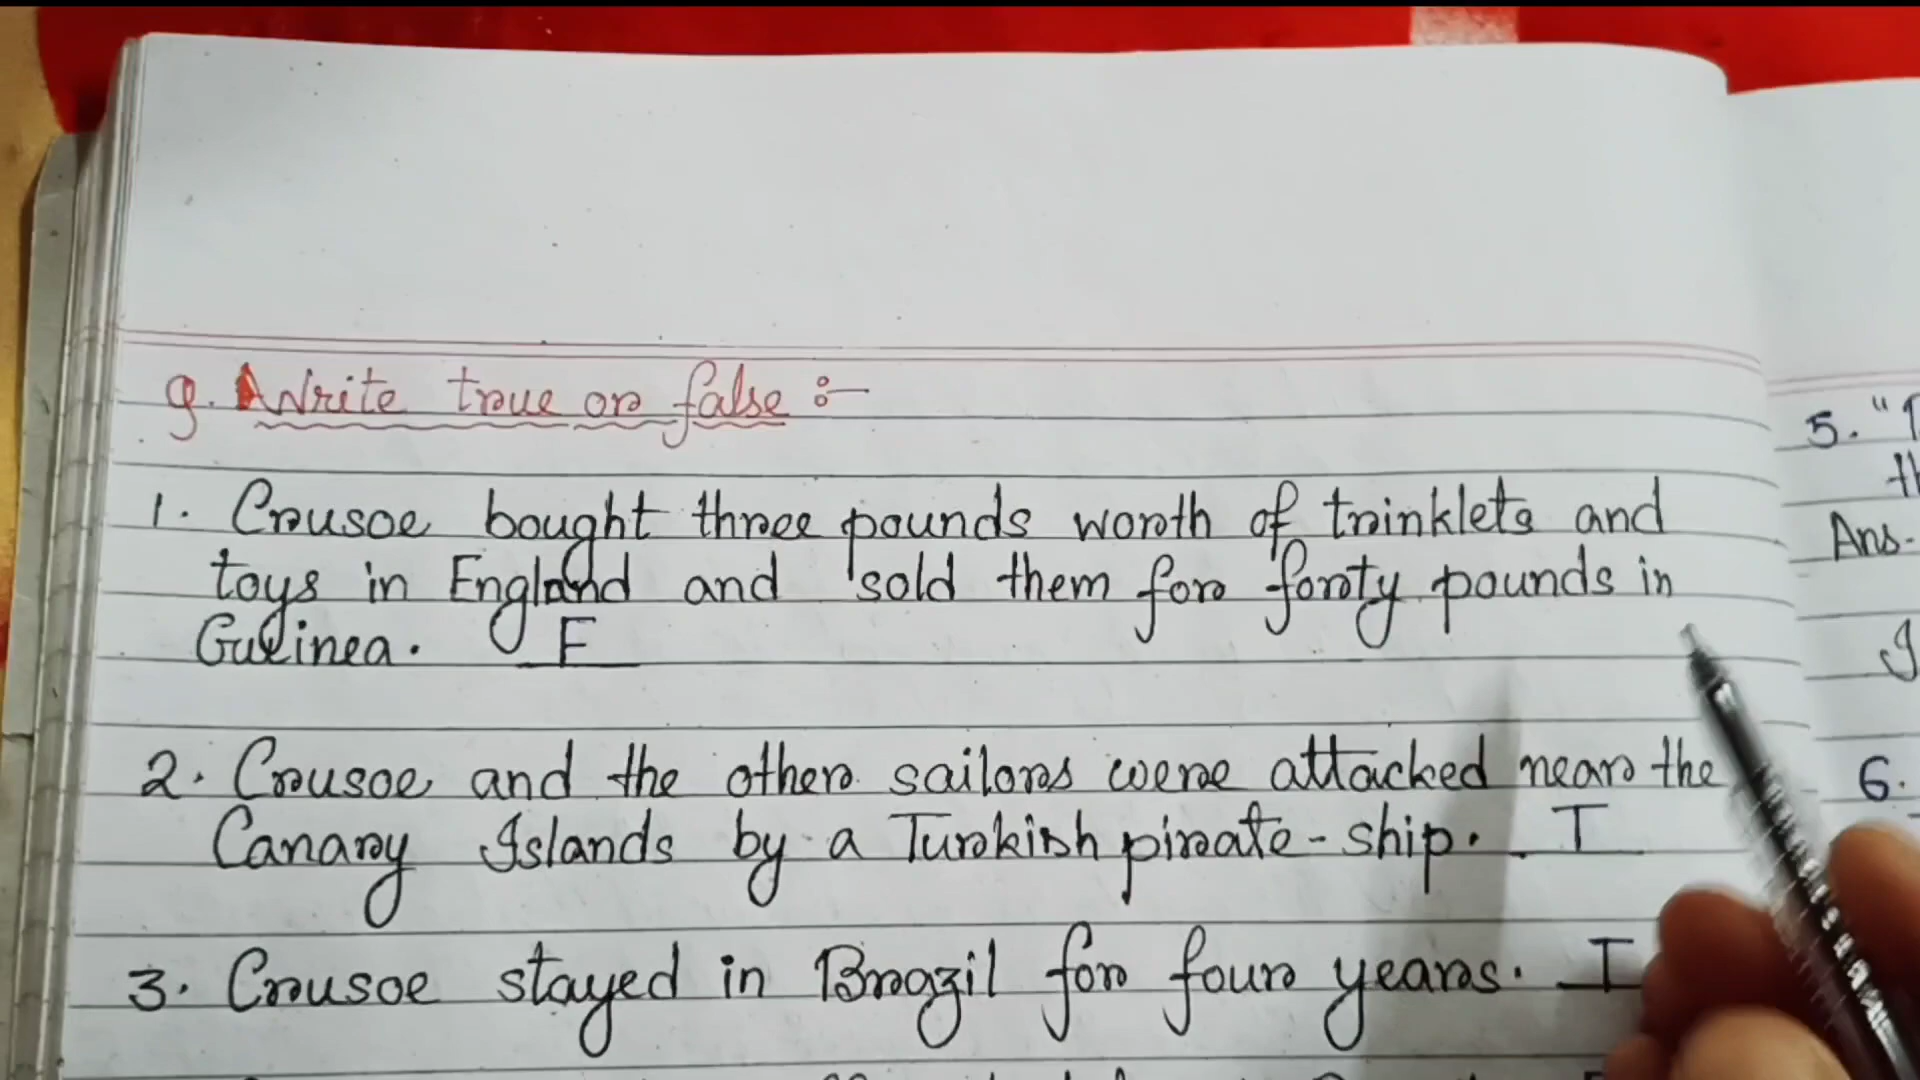 g. Write true or false :-
1. Crusoe bought three pounds worth of trinklets and
toys in England and sold them for forty pounds in
Guinea. F
2. Crusoe and the other sailors were attacked near the
Canary Islands by a Turkish pirate-ship. T
3. Crusoe stayed in Brazil for four years. T
5. "
Ans.
6.